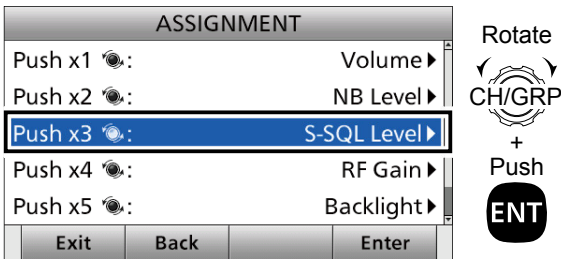 ASSIGNMENT
Push x1 : Volume
Push x2 : NB Level
Push x3 : S-SQL Level
Push x4 : RF Gain
Push x5 : Backlight
Exit Back Enter
Rotate
CH/GRP
+
Push
ENT